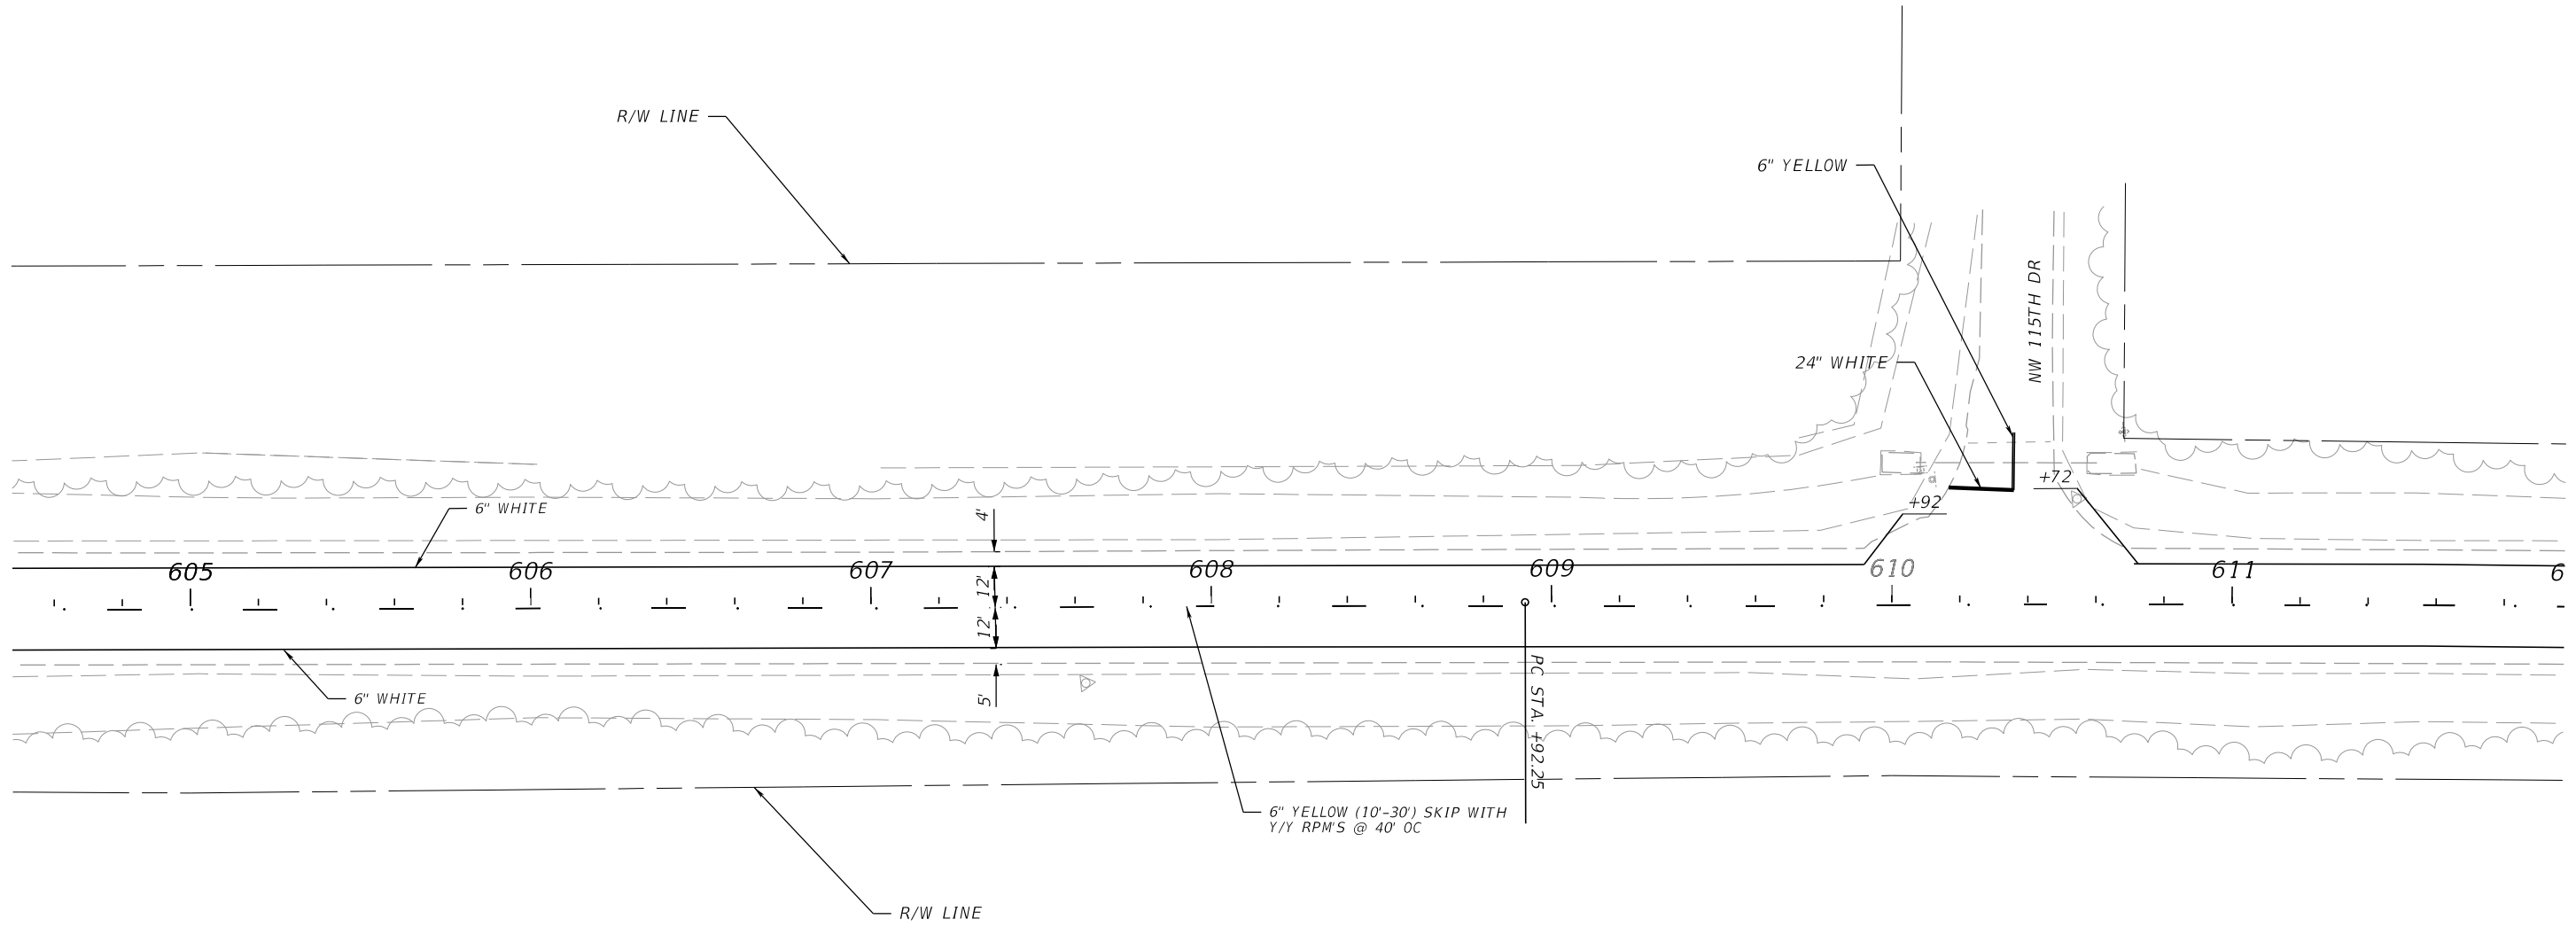 R/W LINE
6" YELLOW
NW 115TH DR
24" WHITE
+72
+92
6" WHITE
4'
605
606
607
608
609
610
611
6
12'
12'
6" WHITE
5'
PC STA. +92.25
6" YELLOW (10'-30') SKIP WITH
Y/Y RPM'S @ 40' OC
R/W LINE